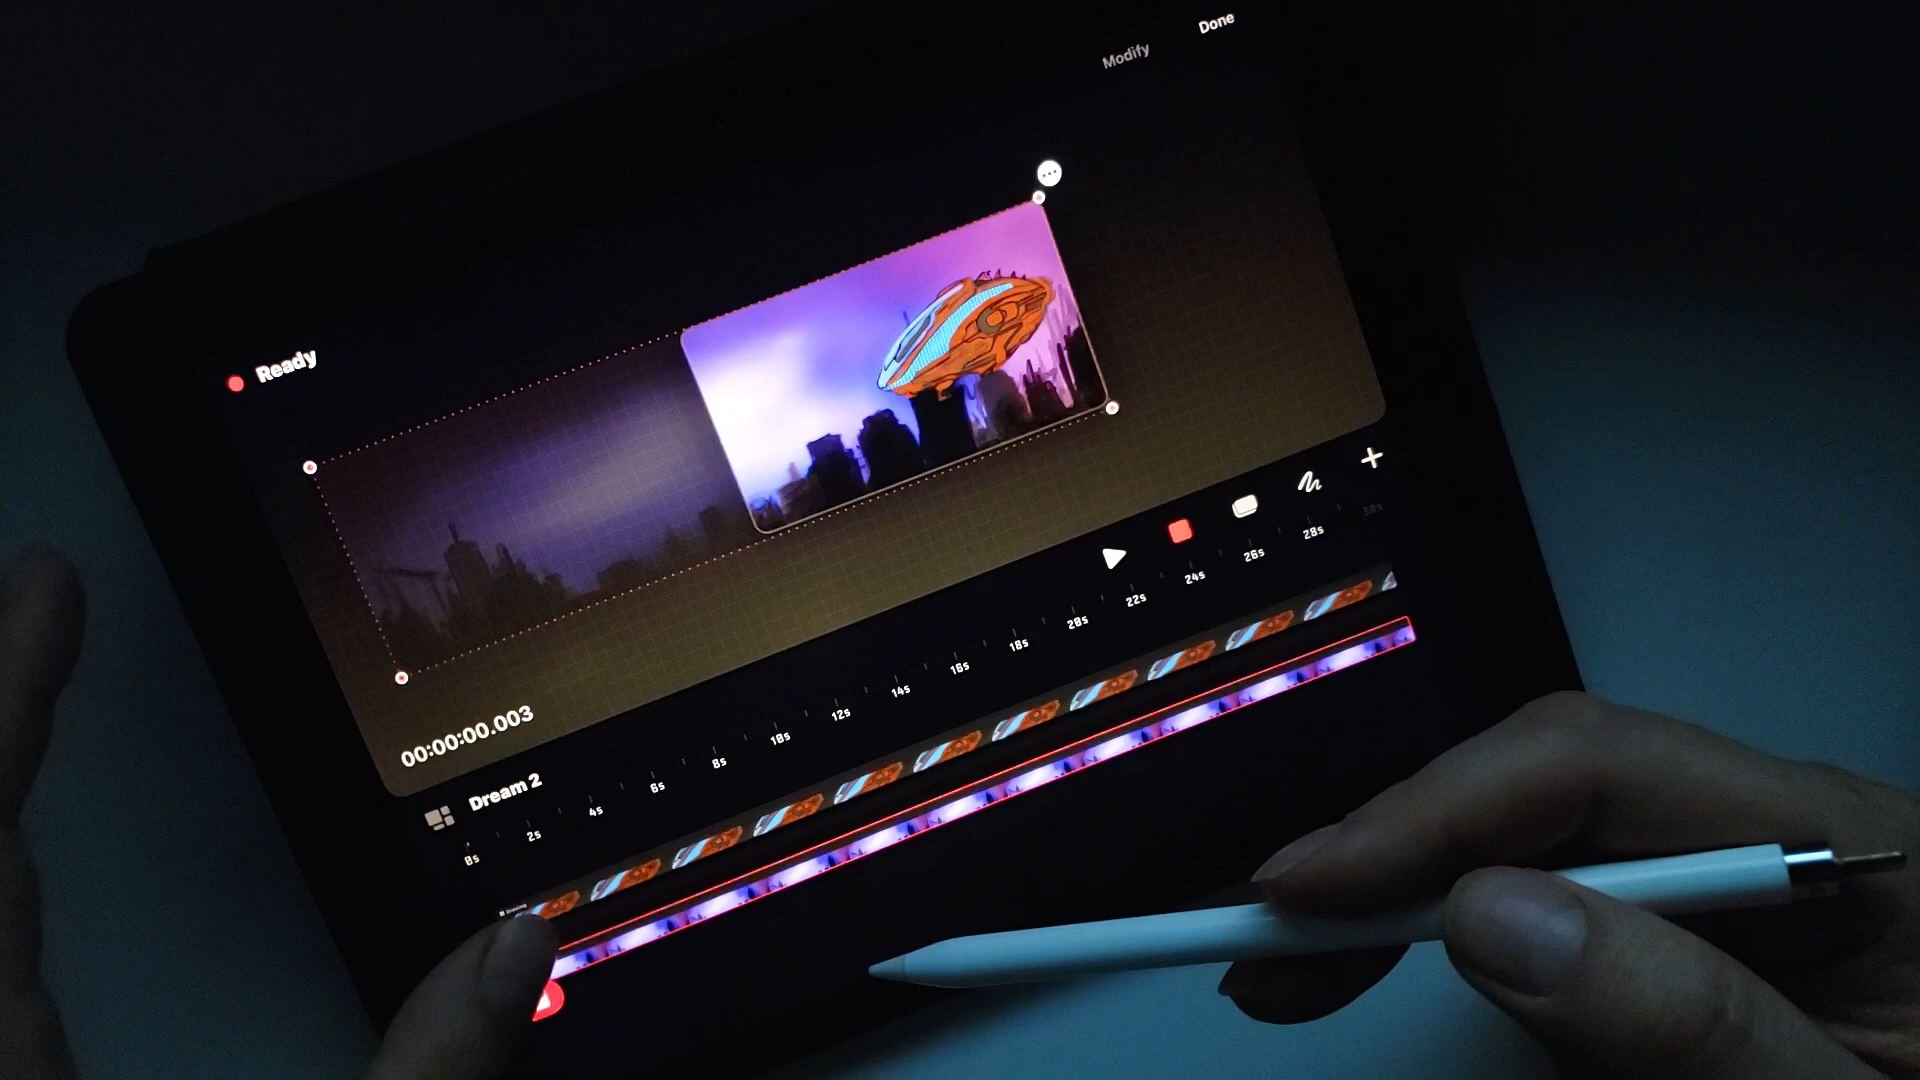 Done
Modify
Ready
00:00:00.003
Dream 2
0s 2s 4s 6s 8s 10s 12s 14s 16s 18s 20s 22s 24s 26s 28s 30s